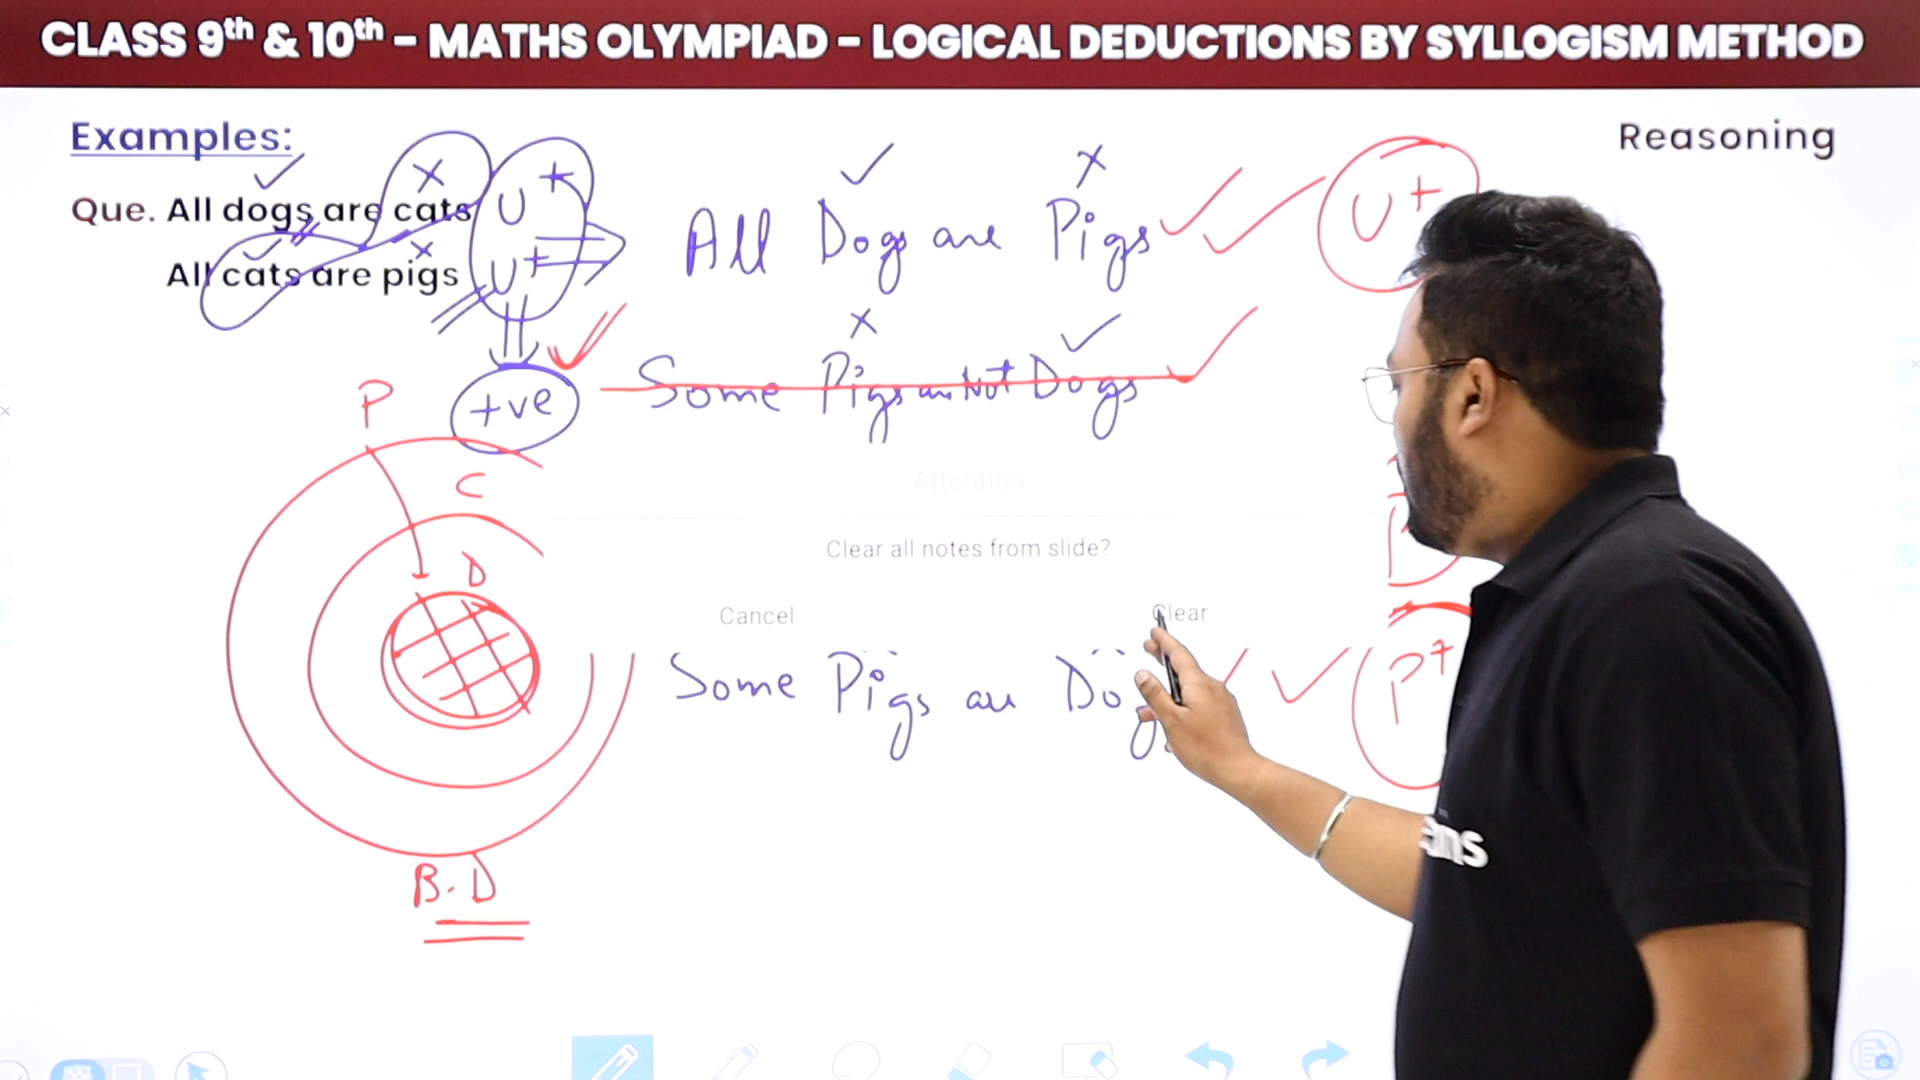 CLASS 9th & 10th – MATHS OLYMPIAD – LOGICAL DEDUCTIONS BY SYLLOGISM METHOD
Examples:
Reasoning
Que. All dogs are cats
All cats are pigs
x
U +
U +
x
+ve
All Dogs are Pigs
x
U +
x
Some Pigs are Not Dogs
P
C
D
B.D
Attention
Clear all notes from slide?
Cancel
Clear
Some Pigs are
P+